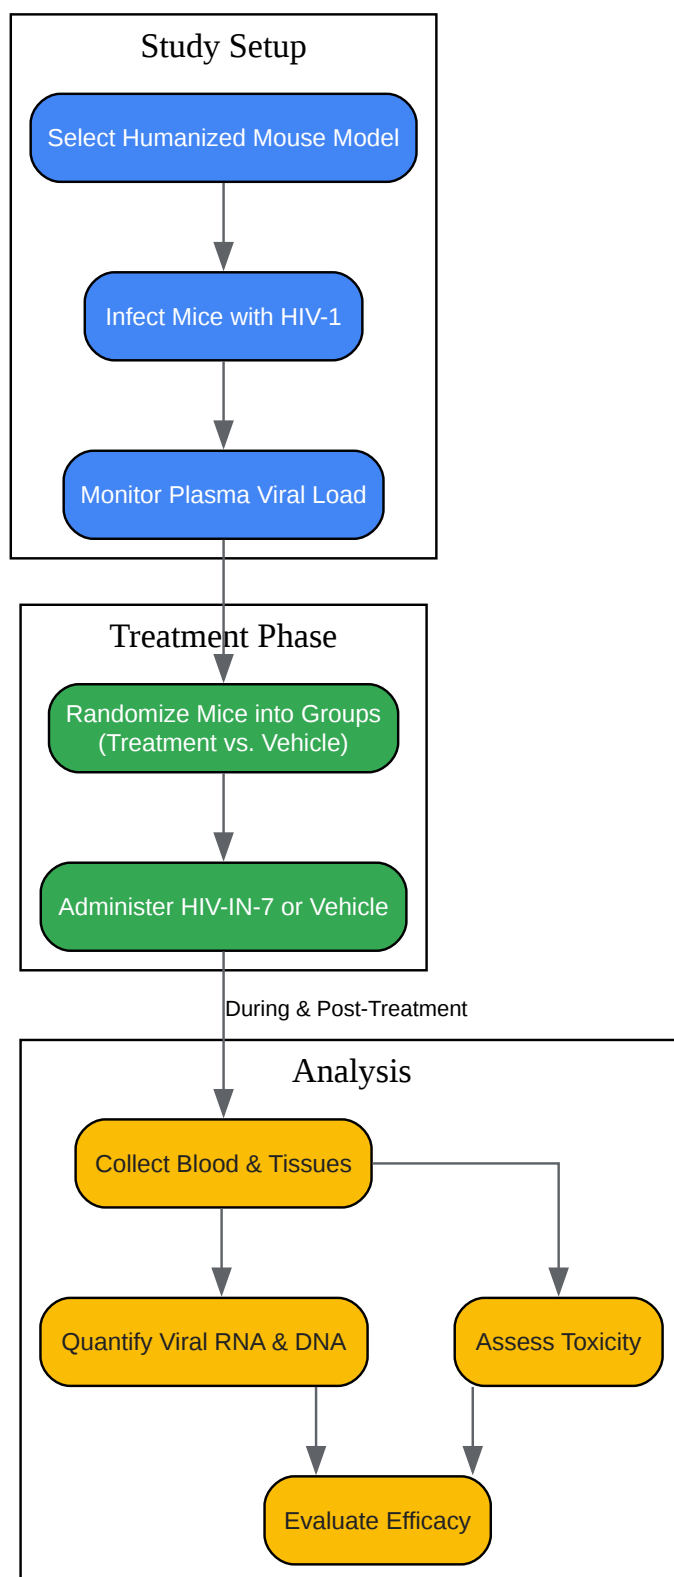 Study Setup
Select Humanized Mouse Model
Infect Mice with HIV-1
Monitor Plasma Viral Load
Treatment Phase
Randomize Mice into Groups
(Treatment vs. Vehicle)
Administer HIV-IN-7 or Vehicle
During & Post-Treatment
Analysis
Collect Blood & Tissues
Quantify Viral RNA & DNA
Assess Toxicity
Evaluate Efficacy